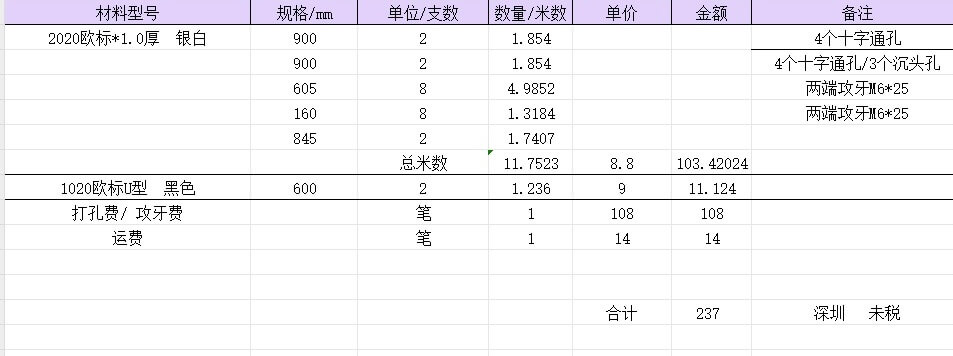 材料型号 规格/mm 单位/支数 数量/米数 单价 金额 备注
2020欧标*1.0厚 银白 900 2 1.854 4个十字通孔
900 2 1.854 4个十字通孔/3个沉头孔
605 8 4.9852 两端攻牙M6*25
160 8 1.3184 两端攻牙M6*25
845 2 1.7407
总米数 11.7523 8.8 103.42024
1020欧标U型 黑色 600 2 1.236 9 11.124
打孔费/ 攻牙费 笔 1 108 108
运费 笔 1 14 14
合计 237 深圳 未税